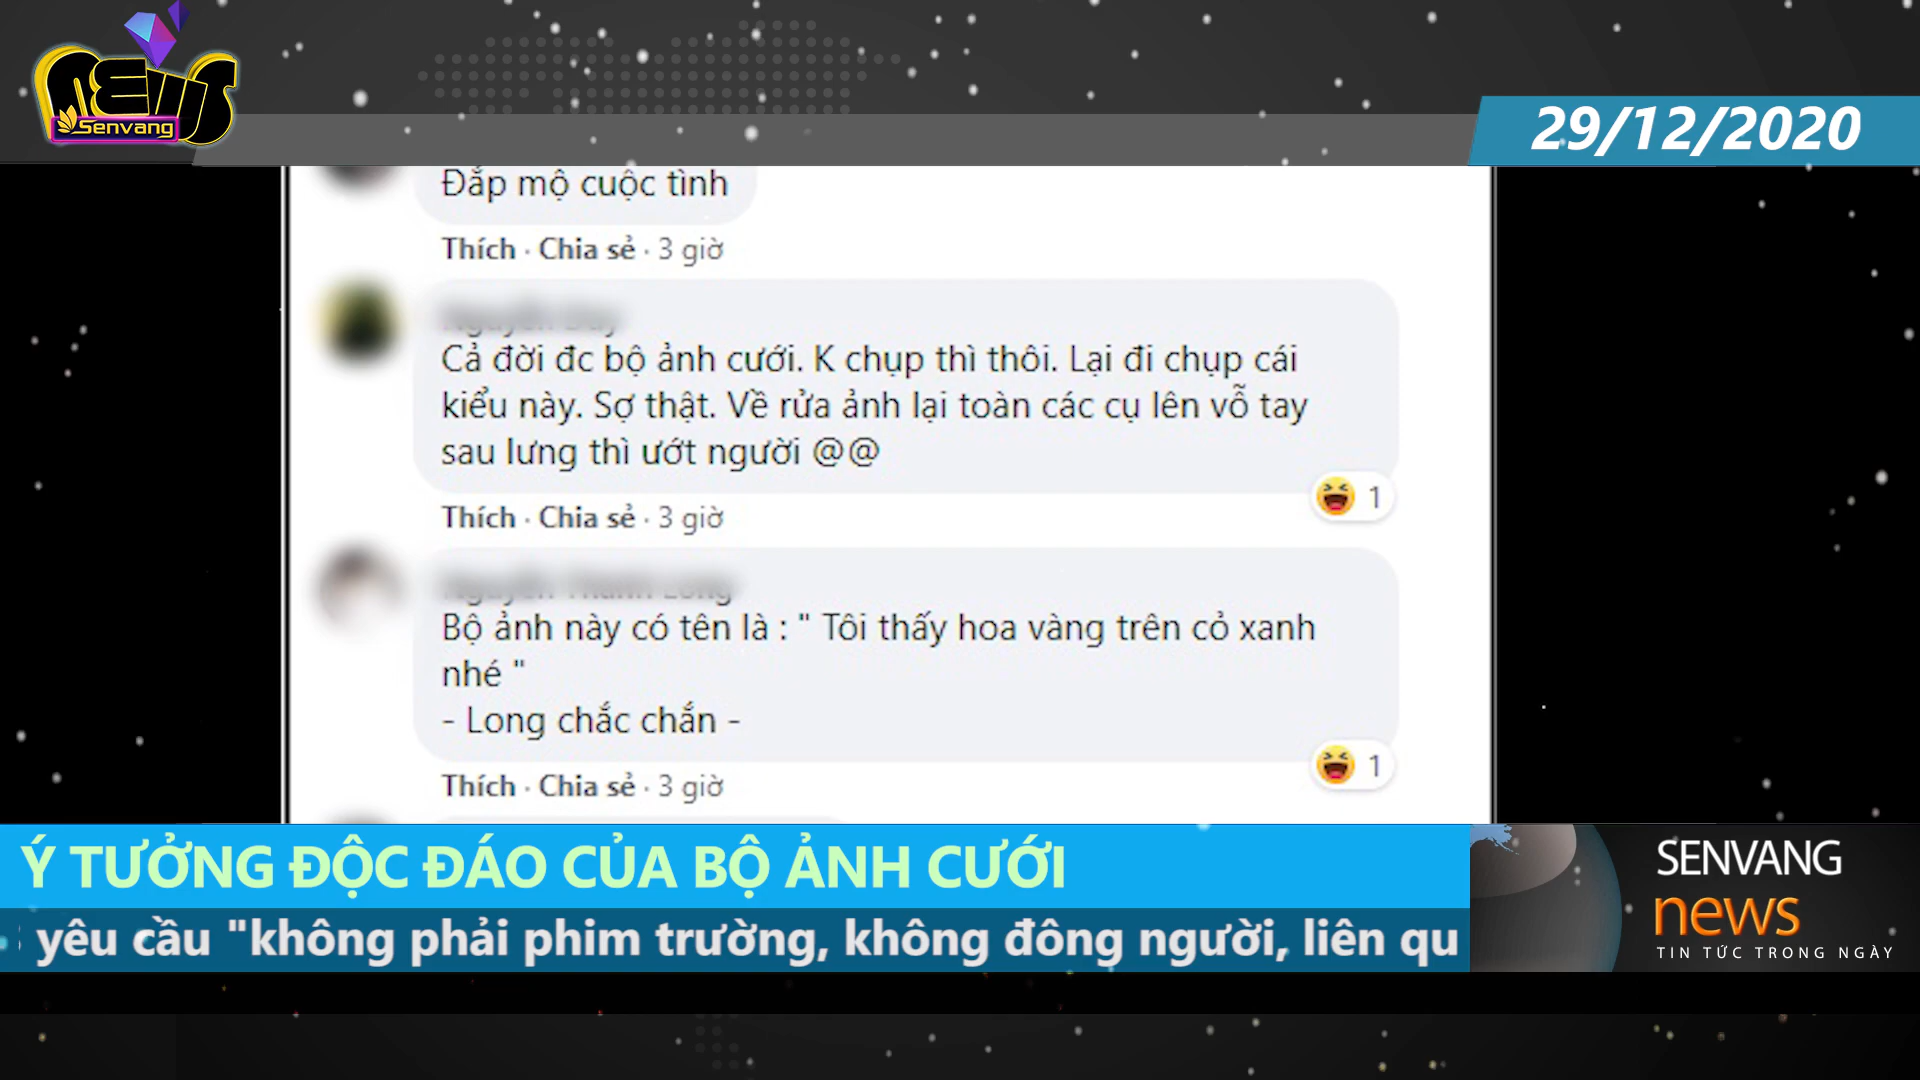 NEWS
Senvang
29/12/2020
Đắp mộ cuộc tình
Thích · Chia sẻ · 3 giờ
Cả đời đc bộ ảnh cưới. K chụp thì thôi. Lại đi chụp cái
kiểu này. Sợ thật. Về rửa ảnh lại toàn các cụ lên vỗ tay
sau lưng thì ướt người @@
1
Thích · Chia sẻ · 3 giờ
Bộ ảnh này có tên là : " Tôi thấy hoa vàng trên cỏ xanh
nhé "
- Long chắc chắn -
1
Thích · Chia sẻ · 3 giờ
Ý TƯỞNG ĐỘC ĐÁO CỦA BỘ ẢNH CƯỚI
yêu cầu "không phải phim trường, không đông người, liên qu
SENVANG
news
TIN TỨC TRONG NGÀY